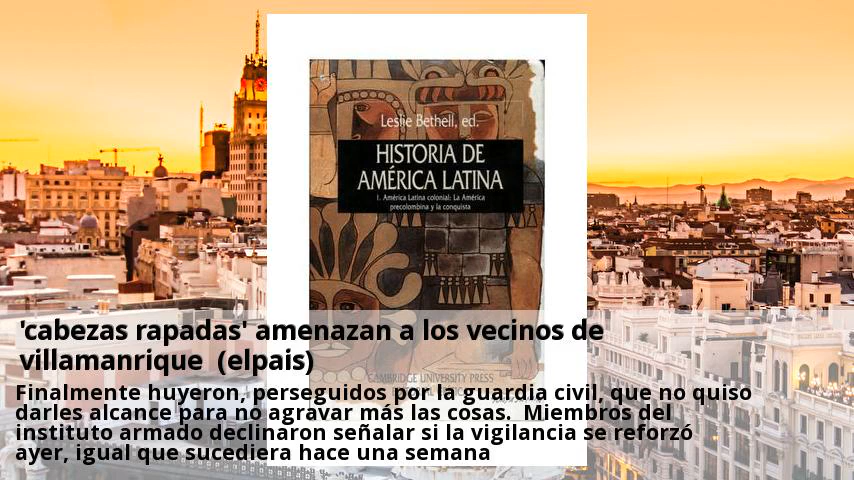 Leslie Bethell, ed.
HISTORIA DE
AMÉRICA LATINA
1. América Latina colonial: La América
precolombina y la conquista
'cabezas rapadas' amenazan a los vecinos de
villamanrique (elpais)
CAMBRIDGE UNIVERSITY PRESS
Finalmente huyeron, perseguidos por la guardia civil, que no quiso
darles alcance para no agravar más las cosas. Miembros del
instituto armado declinaron señalar si la vigilancia se reforzó
ayer, igual que sucediera hace una semana